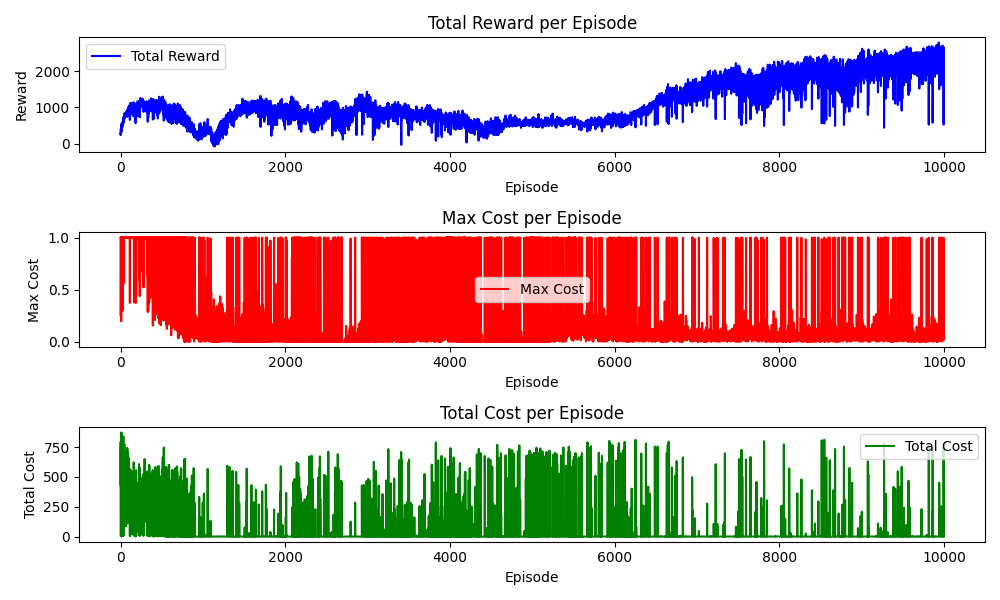 Total Reward per Episode
Total Reward
Reward
2000
1000
0
0 2000 4000 6000 8000 10000
Episode
Max Cost per Episode
Max Cost
Max Cost
1.0
0.5
0.0
0 2000 4000 6000 8000 10000
Episode
Total Cost per Episode
Total Cost
Total Cost
750
500
250
0
0 2000 4000 6000 8000 10000
Episode